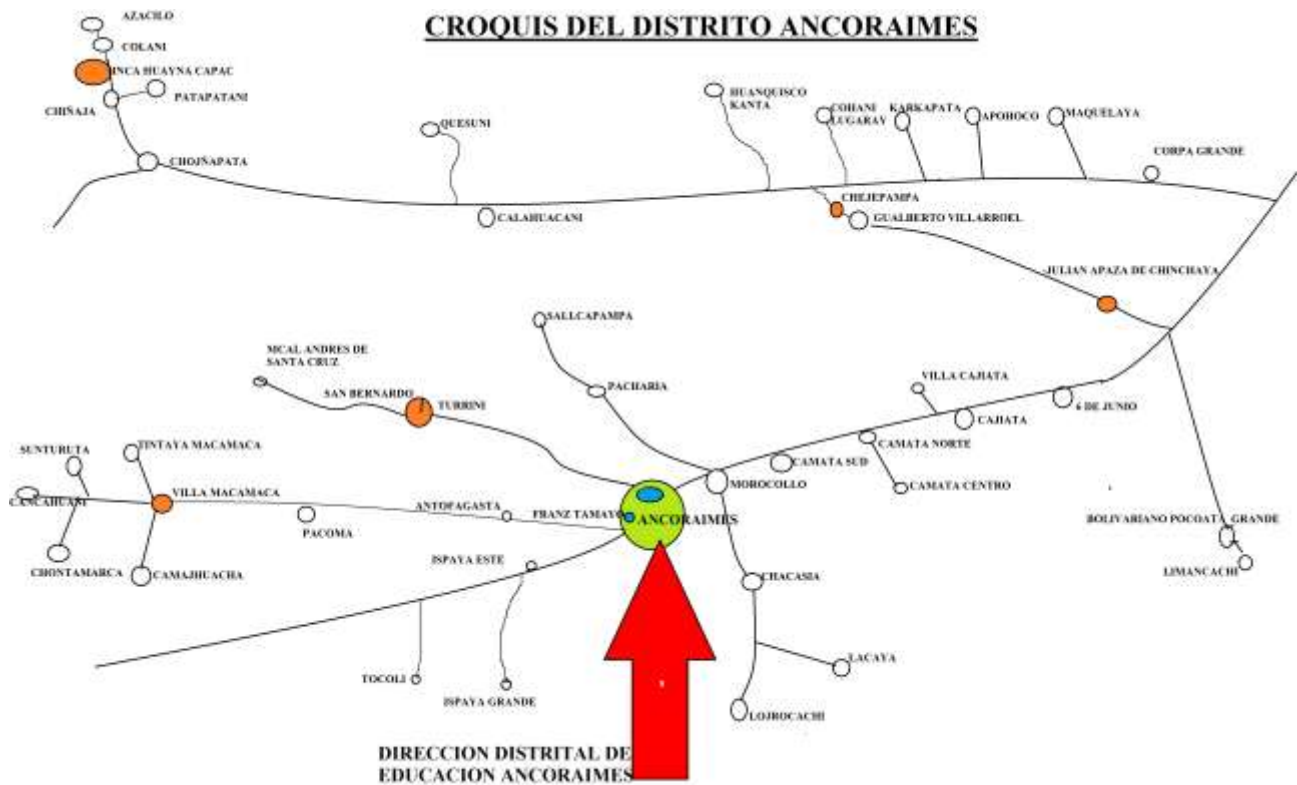 CROQUIS DEL DISTRITO ANCORAIMES
AZACILO
COLANI
INCA HUAYNA CAPAC
PATAPATANI
CHIÑAJA
CHOJÑAPATA
QUESUNI
CALAHUACANI
HUANQUISCO
KANTA
COHANI
LUGARAY
KARKAPATA
APOHOCO
MAQUELAYA
CORPA GRANDE
CHEJEPAMPA
GUALBERTO VILLARROEL
JULIAN APAZA DE CHINCHAYA
SALLCAPAMPA
MCAL ANDRES DE
SANTA CRUZ
SAN BERNARDO
TURRINI
PACHARIA
VILLA CAJIATA
6 DE JUNIO
CAJIATA
CAMATA NORTE
CAMATA SUD
CAMATA CENTRO
MOROCOLLO
SUNTURUTA
TINTAYA MACAMACA
CANCAHUANI
VILLA MACAMACA
ANTOFAGASTA
FRANZ TAMAYO
ANCORAIMES
PACOMA
BOLIVARIANO POCOATA GRANDE
LIMANCACHI
CHONTAMARCA
CAMAJHUACHA
ISPAYA ESTE
CHACASIA
LACAYA
TOCOLI
ISPAYA GRANDE
LOJROCACHI
DIRECCION DISTRITAL DE
EDUCACION ANCORAIMES